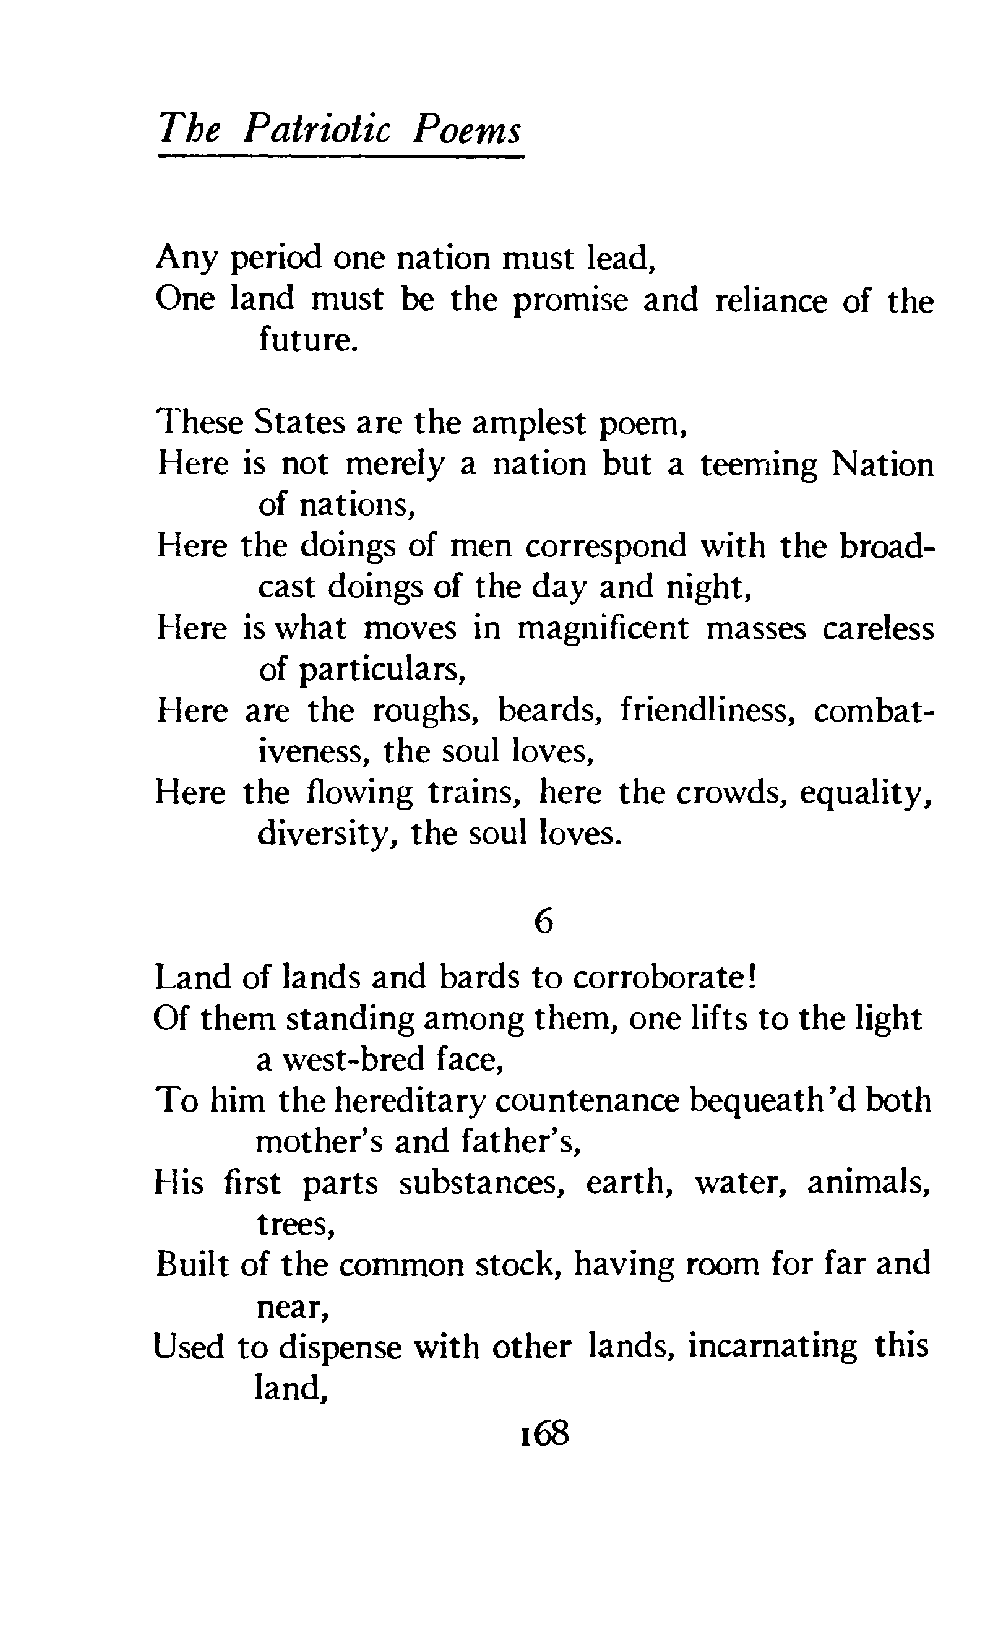 The Patriotic Poems
Any period one nation must lead,
One land must be the promise and reliance of the
future.
These States are the amplest poem,
Here is not merely a nation but a teeming Nation
of nations,
Here the doings of men correspond with the broad-
cast doings of the day and night,
Here is what moves in magnificent masses careless
of particulars,
Here are the roughs, beards, friendliness, combat-
iveness, the soul loves,
Here the flowing trains, here the crowds, equality,
diversity, the soul loves.
6
Land of lands and bards to corroborate!
Of them standing among them, one lifts to the light
a west-bred face,
To him the hereditary countenance bequeath'd both
mother's and father's,
His first parts substances, earth, water, animals,
trees,
Built of the common stock, having room for far and
near,
Used to dispense with other lands, incarnating this
land,
168